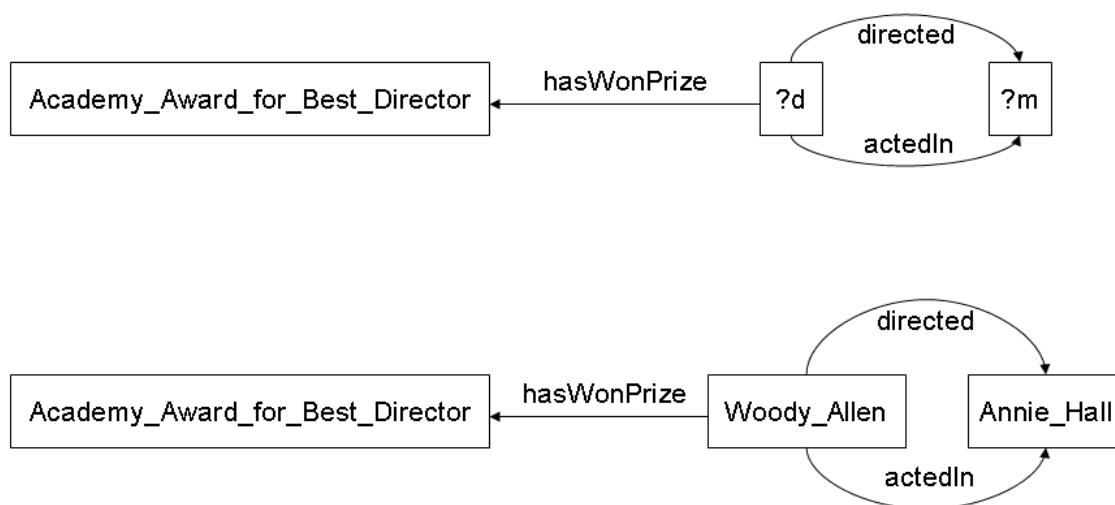 directed
hasWonPrize
Academy_Award_for_Best_Director
?d
?m
actedIn
directed
hasWonPrize
Academy_Award_for_Best_Director
Woody_Allen
Annie_Hall
actedIn